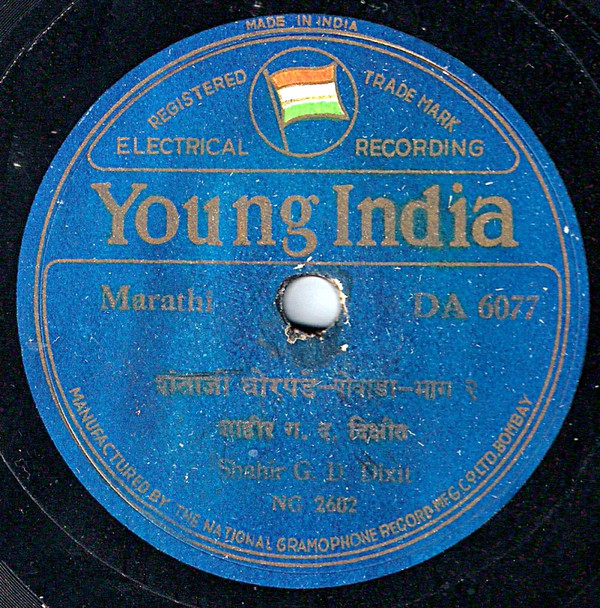 MADE IN INDIA
REGISTERED TRADE MARK
ELECTRICAL RECORDING
Young India
Marathi DA 6077
संताजी घोरपडे-पोवाडा-भाग २
शाहीर ग. द. दिक्षीत
Shahir G. D. Dixit
NG 2602
MANUFACTURED BY THE NATIONAL GRAMOPHONE RECORD MFG. CO. LTD. BOMBAY